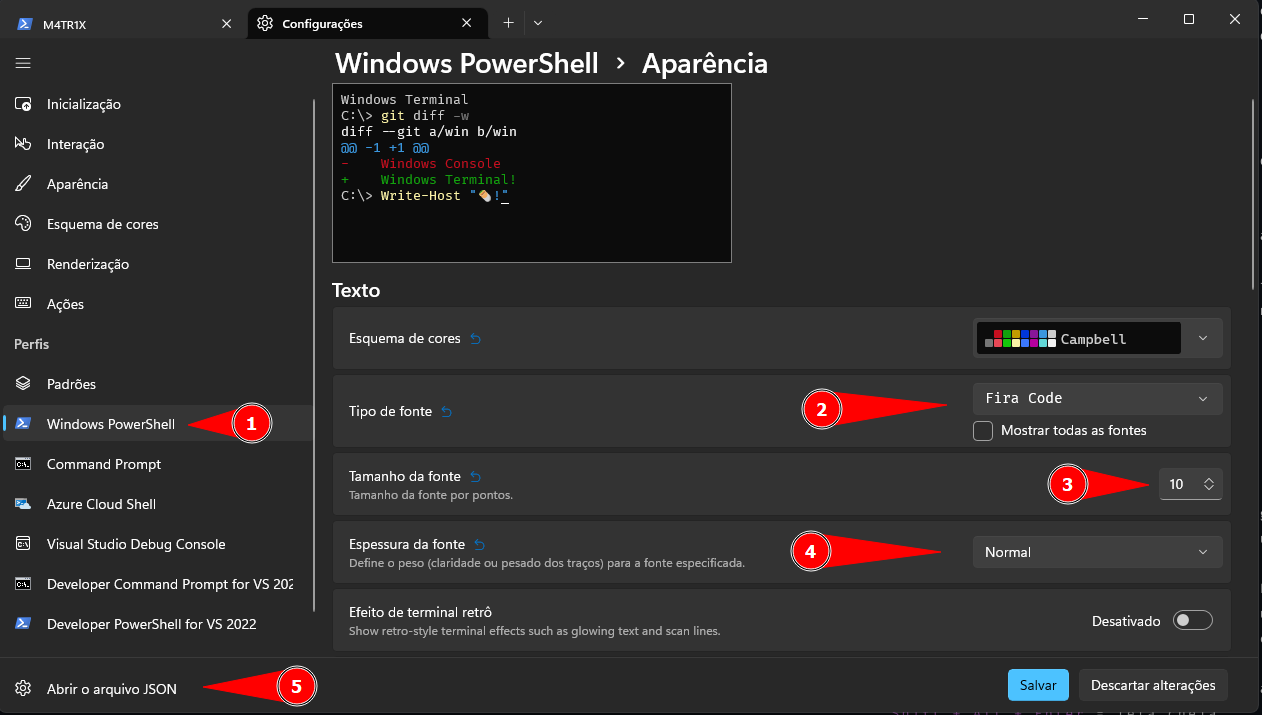 M4TR1X
Configurações
Windows PowerShell > Aparência
Inicialização
Interação
Aparência
Esquema de cores
Renderização
Ações
Perfis
Padrões
Windows PowerShell
1
Command Prompt
Azure Cloud Shell
Visual Studio Debug Console
Developer Command Prompt for VS 202
Developer PowerShell for VS 2022
Abrir o arquivo JSON
5
Windows Terminal
C:\> git diff -w
diff --git a/win b/win
@@ -1 +1 @@
-    Windows Console
+    Windows Terminal!
C:\> Write-Host "✏!"_
Texto
Esquema de cores
Campbell
Tipo de fonte
2
Fira Code
Mostrar todas as fontes
Tamanho da fonte
Tamanho da fonte por pontos.
3
10
Espessura da fonte
Define o peso (claridade ou pesado dos traços) para a fonte especificada.
4
Normal
Efeito de terminal retrô
Show retro-style terminal effects such as glowing text and scan lines.
Desativado
Salvar
Descartar alterações